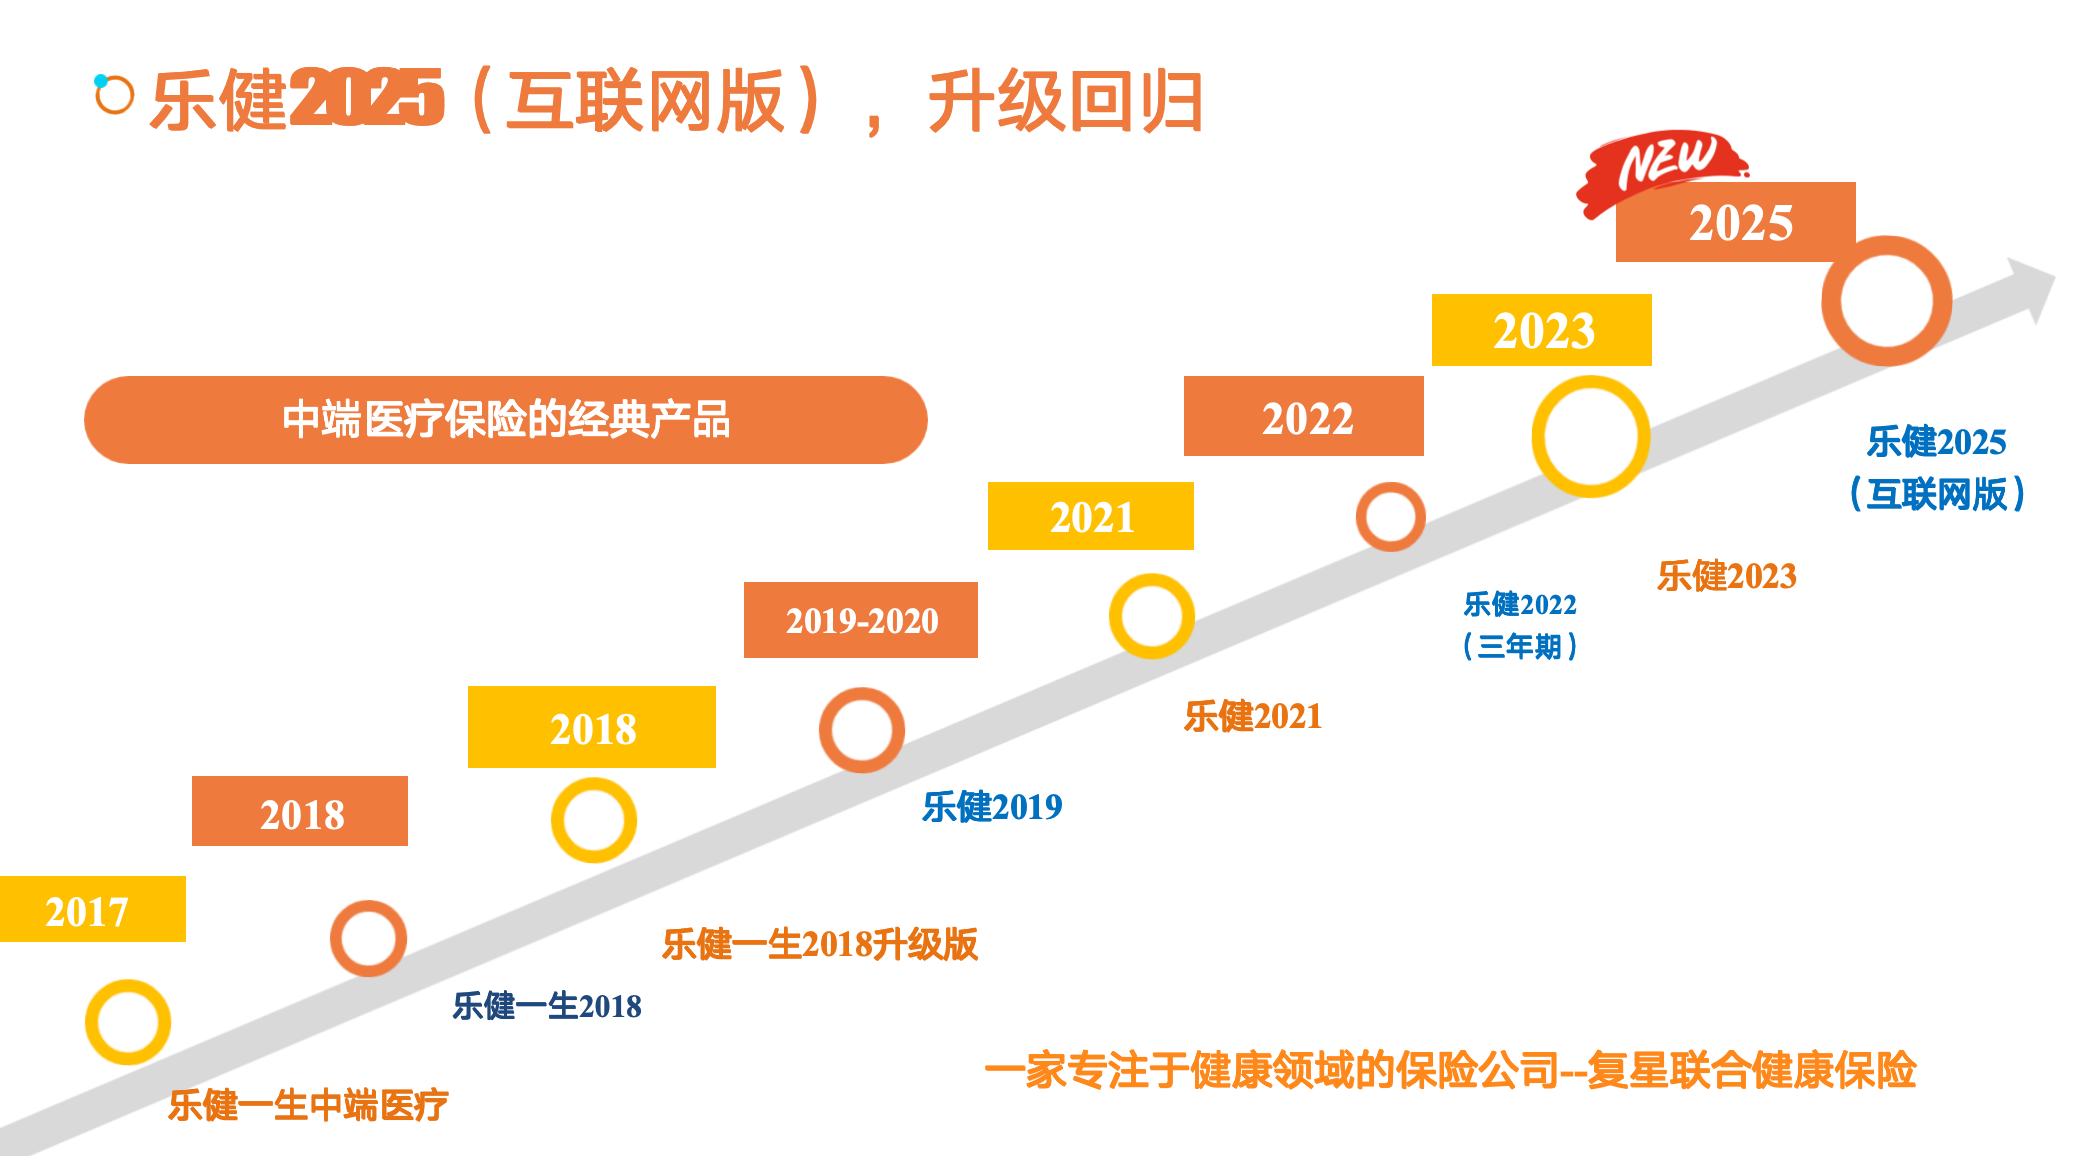 乐健2025（互联网版），升级回归
NEW
2025
2023
中端医疗保险的经典产品
2022
乐健2025
（互联网版）
2021
乐健2023
2019-2020
乐健2022
（三年期）
2018
乐健2021
2018
乐健2019
2017
乐健一生2018升级版
乐健一生2018
一家专注于健康领域的保险公司--复星联合健康保险
乐健一生中端医疗